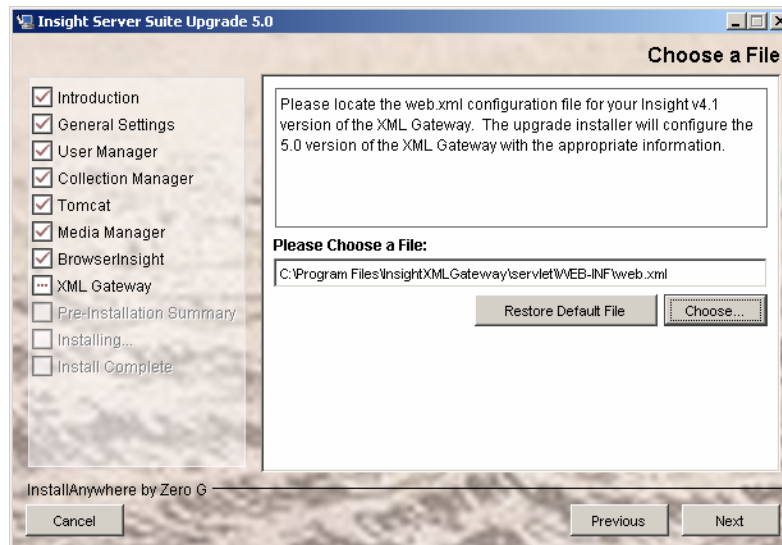 Insight Server Suite Upgrade 5.0
Choose a File
Introduction
General Settings
User Manager
Collection Manager
Tomcat
Media Manager
BrowserInsight
XML Gateway
Pre-Installation Summary
Installing...
Install Complete
Please locate the web.xml configuration file for your Insight v4.1
version of the XML Gateway. The upgrade installer will configure the
5.0 version of the XML Gateway with the appropriate information.
Please Choose a File:
C:\Program Files\InsightXMLGateway\servlet\WEB-INF\web.xml
Restore Default File
Choose...
InstallAnywhere by Zero G
Cancel
Previous
Next